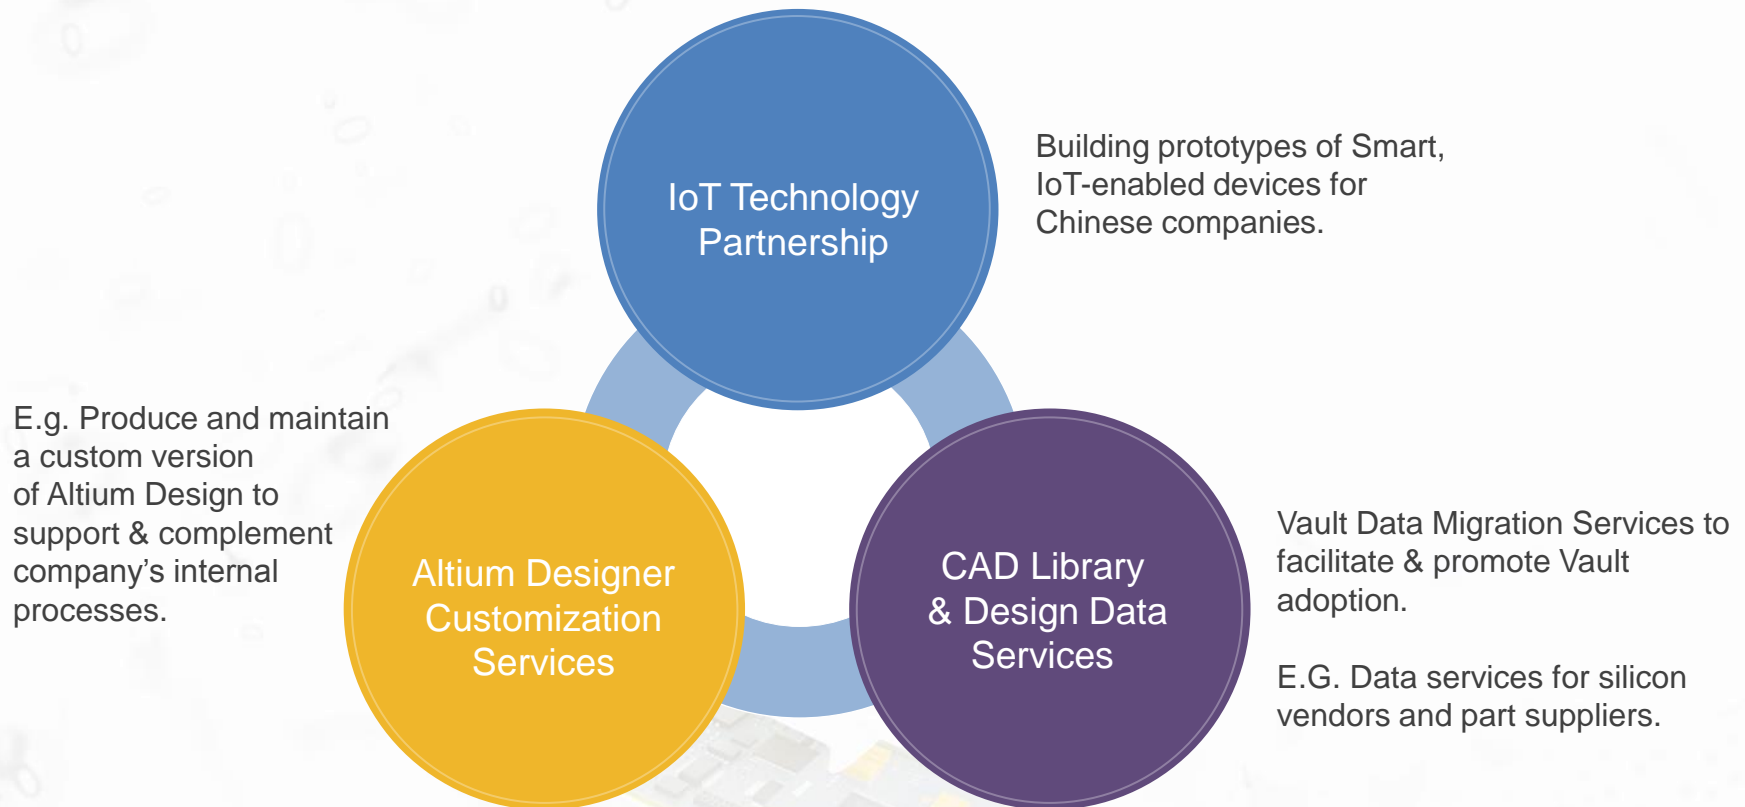 IoT Technology
Partnership
Building prototypes of Smart,
IoT-enabled devices for
Chinese companies.
E.g. Produce and maintain
a custom version
of Altium Design to
support & complement
company’s internal
processes.
Altium Designer
Customization
Services
CAD Library
& Design Data
Services
Vault Data Migration Services to
facilitate & promote Vault
adoption.
E.G. Data services for silicon
vendors and part suppliers.